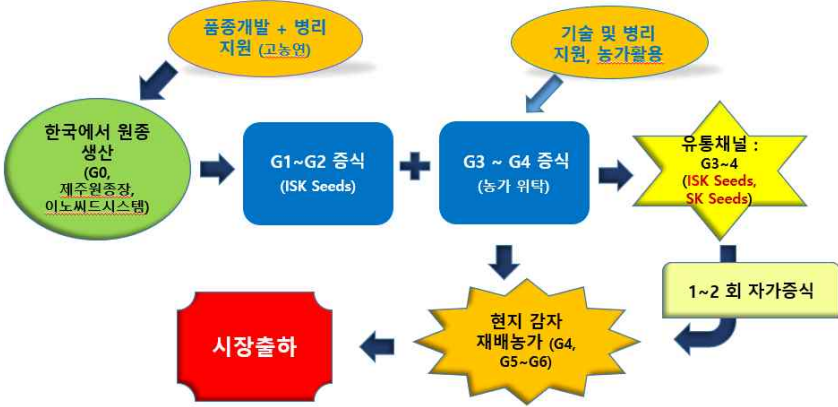 품종개발 + 병리
지원 (고농연)
기술 및 병리
지원, 농가활용
한국에서 원종
생산
(G0,
제주원종장,
이노씨드시스템)
G1~G2 증식
(ISK Seeds)
G3 ~ G4 증식
(농가 위탁)
유통채널 :
G3~4
(ISK Seeds,
SK Seeds)
1~2 회 자가증식
현지 감자
재배농가 (G4,
G5~G6)
시장출하